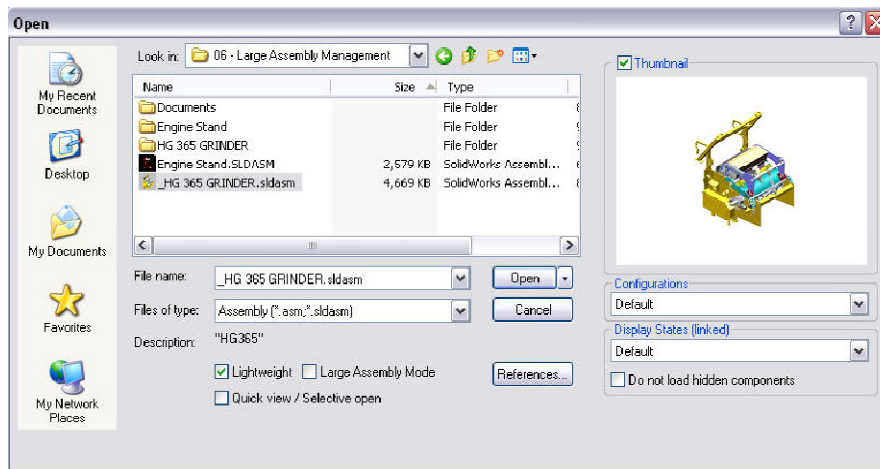 Open
Look in: 06 - Large Assembly Management
Name Size Type
Documents File Folder
Engine Stand File Folder
HG 365 GRINDER File Folder
Engine Stand.SLDASM 2,579 KB SolidWorks Assembl...
_HG 365 GRINDER.sldasm 4,669 KB SolidWorks Assembl...
My Recent
Documents
Desktop
My Documents
Favorites
My Network
Places
File name: _HG 365 GRINDER.sldasm Open
Files of type: Assembly (*.asm;*.sldasm) Cancel
Description: "HG365"
Lightweight Large Assembly Mode References...
Quick view / Selective open
Thumbnail
Configurations
Default
Display States (linked)
Default
Do not load hidden components